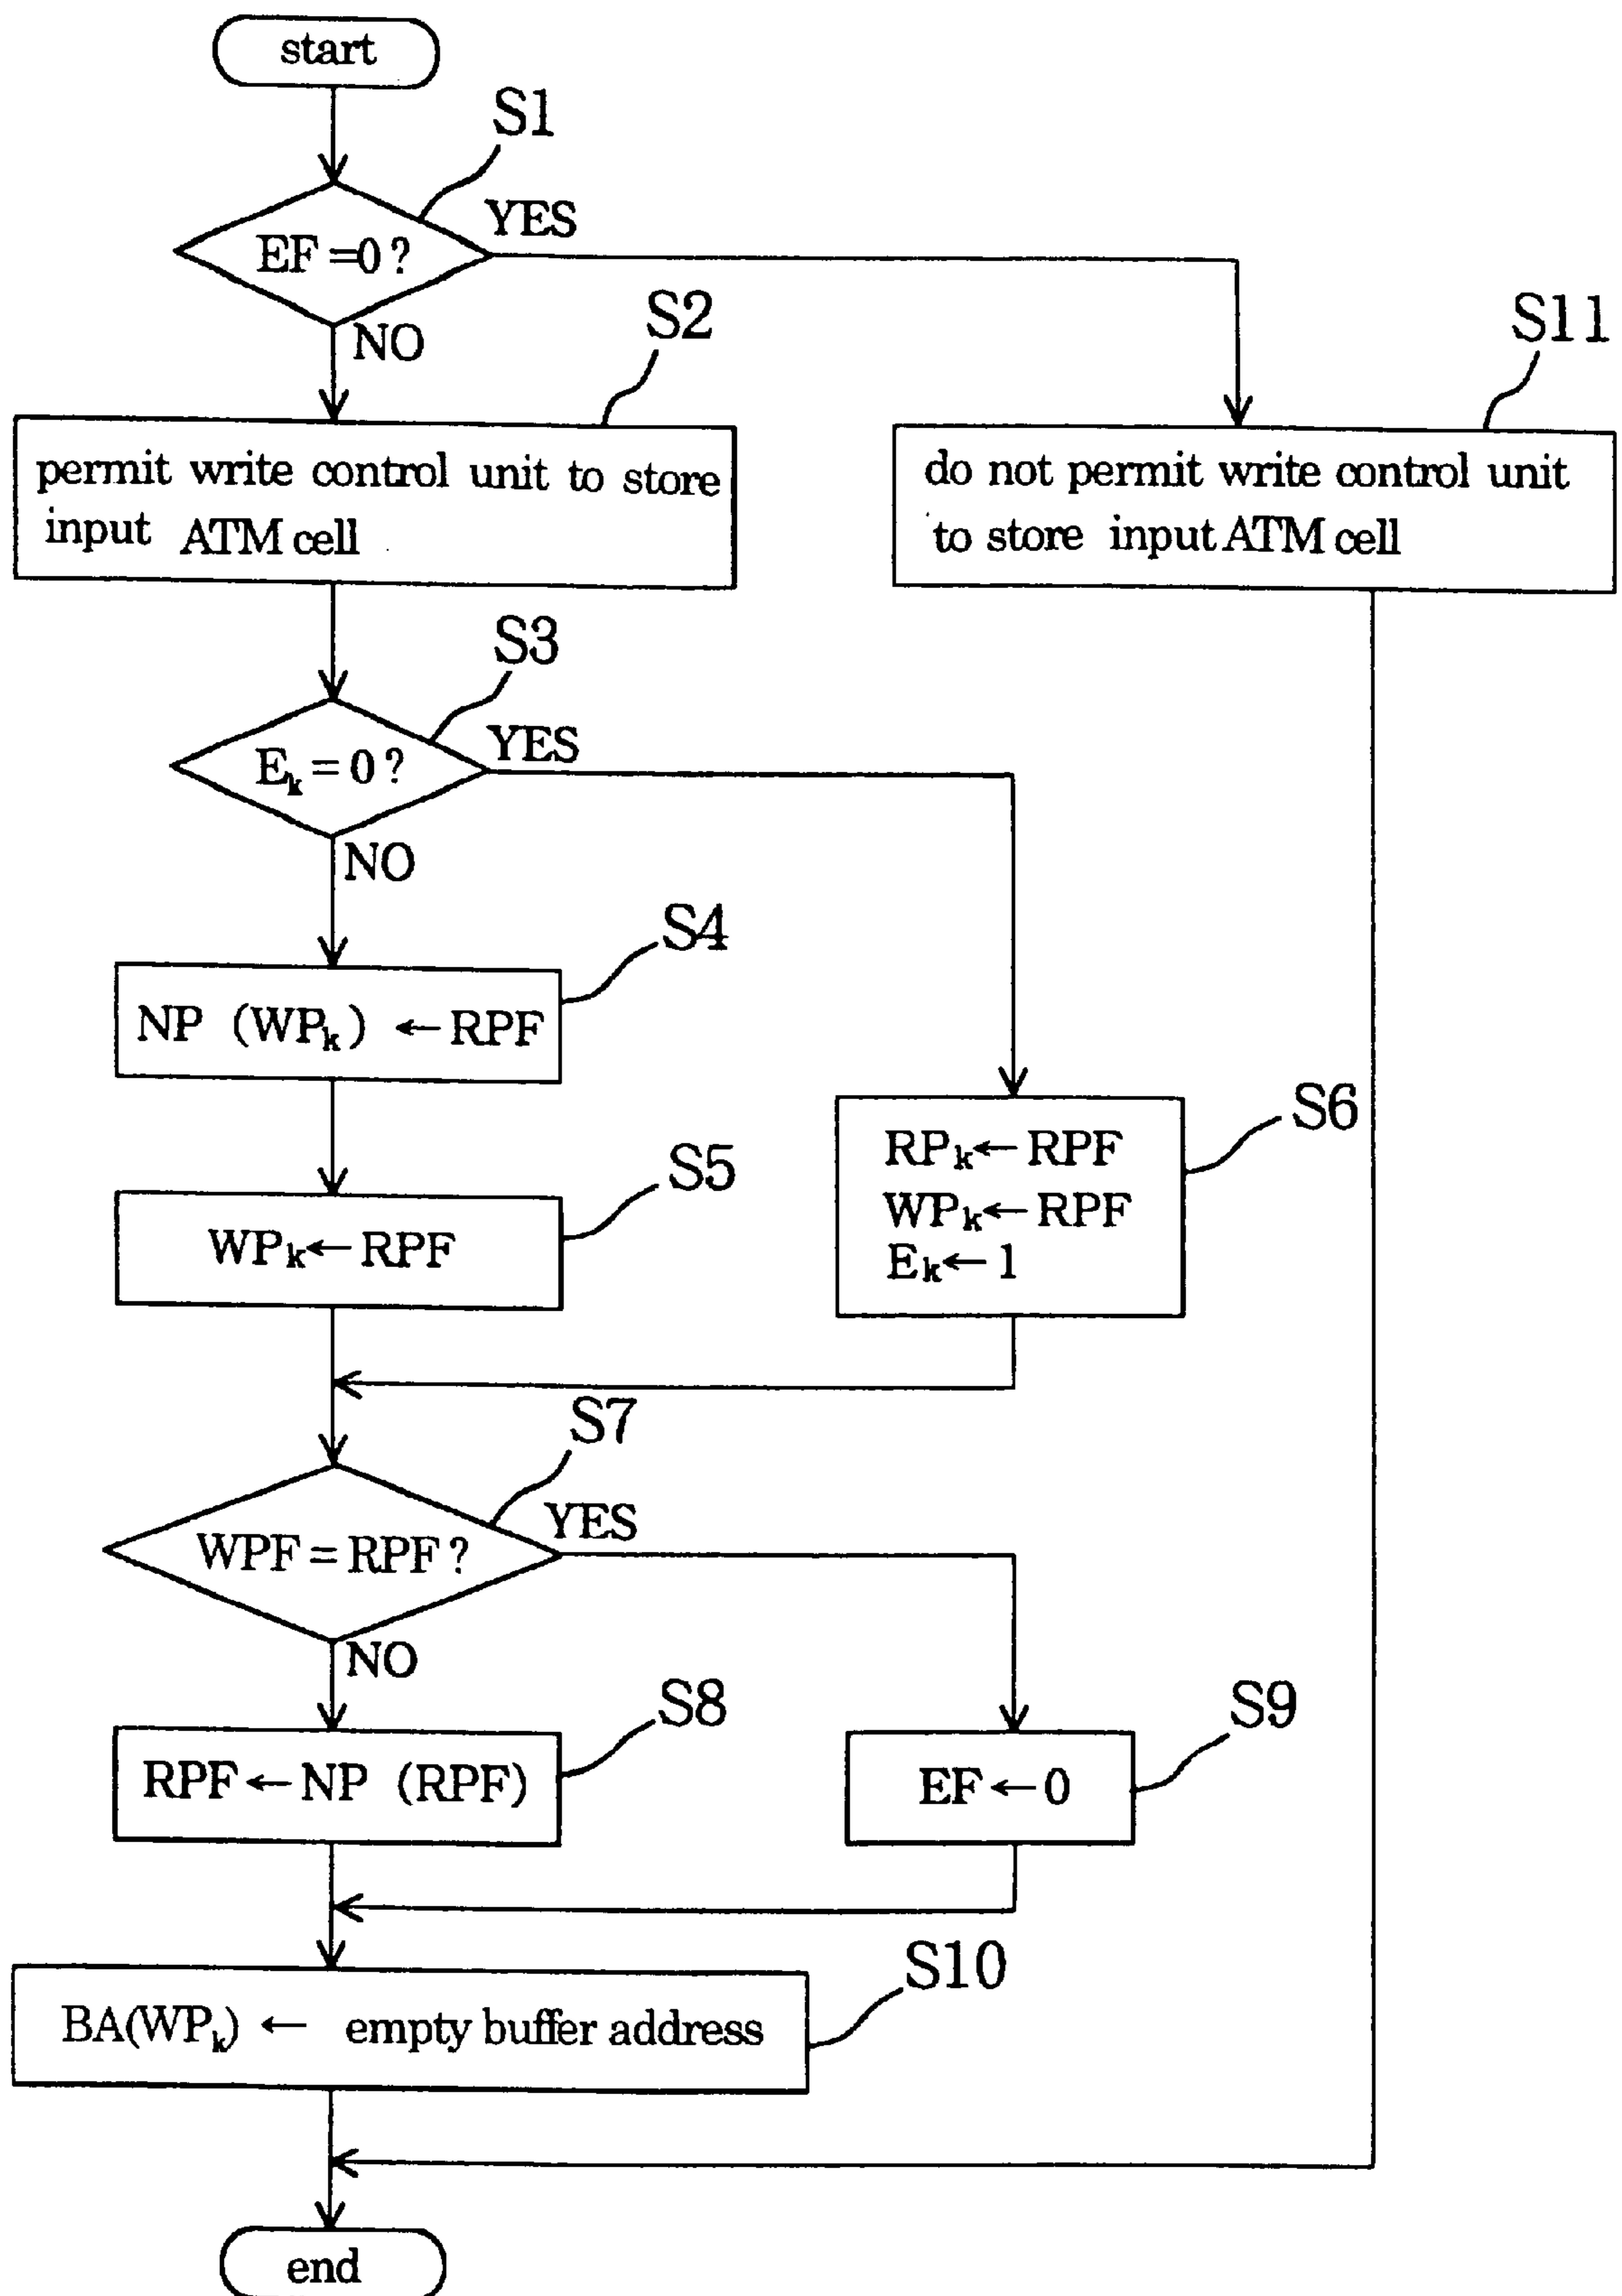 start
S1
EF=0?
YES
NO
S2
S11
permit write control unit to store
input ATM cell
do not permit write control unit
to store input ATM cell
S3
Eₖ=0?
YES
NO
S4
NP (WPₖ) ← RPF
S6
RPₖ←RPF
WPₖ←RPF
Eₖ←1
S5
WPₖ←RPF
S7
WPF=RPF?
YES
NO
S8
RPF←NP (RPF)
S9
EF←0
S10
BA(WPₖ) ← empty buffer address
end